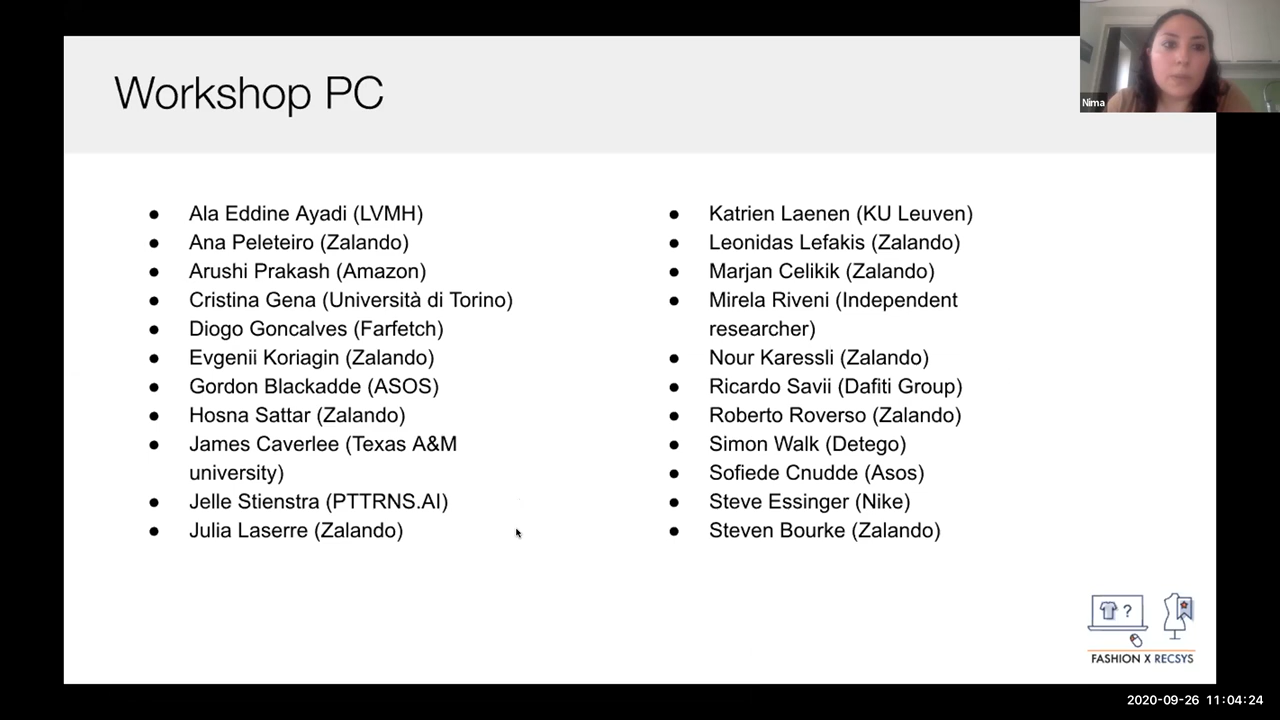 Workshop PC
Nima
Ala Eddine Ayadi (LVMH)
Ana Peleteiro (Zalando)
Arushi Prakash (Amazon)
Cristina Gena (Università di Torino)
Diogo Goncalves (Farfetch)
Evgenii Koriagin (Zalando)
Gordon Blackadde (ASOS)
Hosna Sattar (Zalando)
James Caverlee (Texas A&M
university)
Jelle Stienstra (PTTRNS.AI)
Julia Laserre (Zalando)
Katrien Laenen (KU Leuven)
Leonidas Lefakis (Zalando)
Marjan Celikik (Zalando)
Mirela Riveni (Independent
researcher)
Nour Karessli (Zalando)
Ricardo Savii (Dafiti Group)
Roberto Roverso (Zalando)
Simon Walk (Detego)
Sofiede Cnudde (Asos)
Steve Essinger (Nike)
Steven Bourke (Zalando)
?
FASHION X RECSYS
2020-09-26 11:04:24